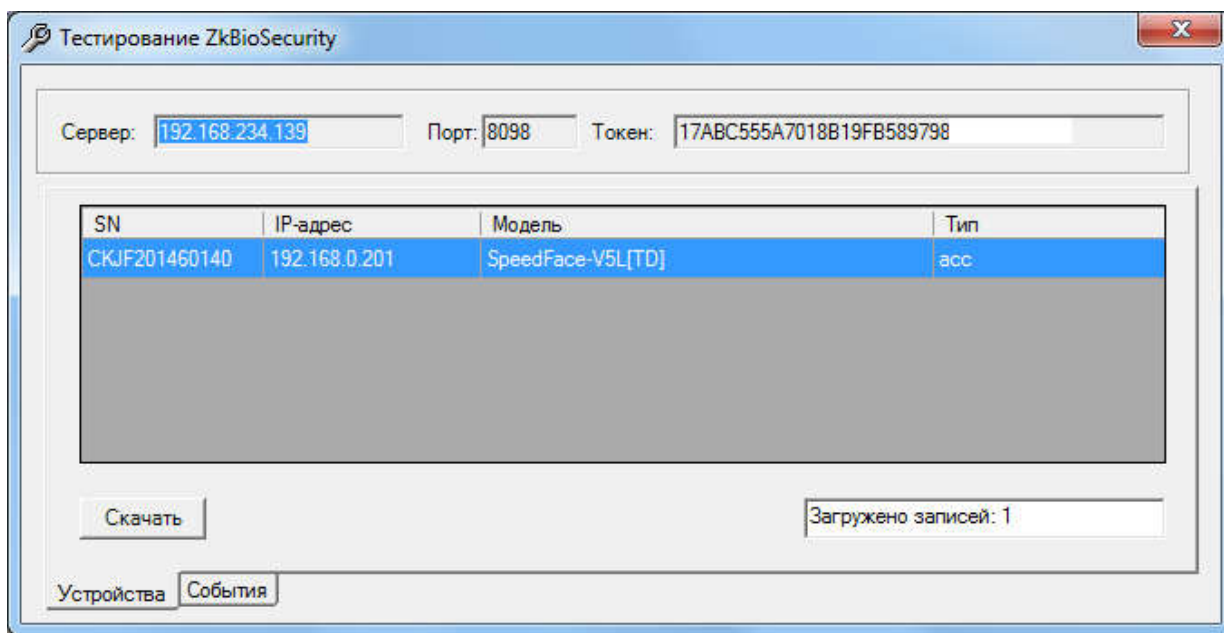 Тестирование ZkBioSecurity
Сервер: 192.168.234.139 Порт: 8098 Токен: 17ABC555A7018B19FB589798
SN IP-адрес Модель Тип
CKJF201460140 192.168.0.201 SpeedFace-V5L[TD] acc
Скачать Загружено записей: 1
Устройства События